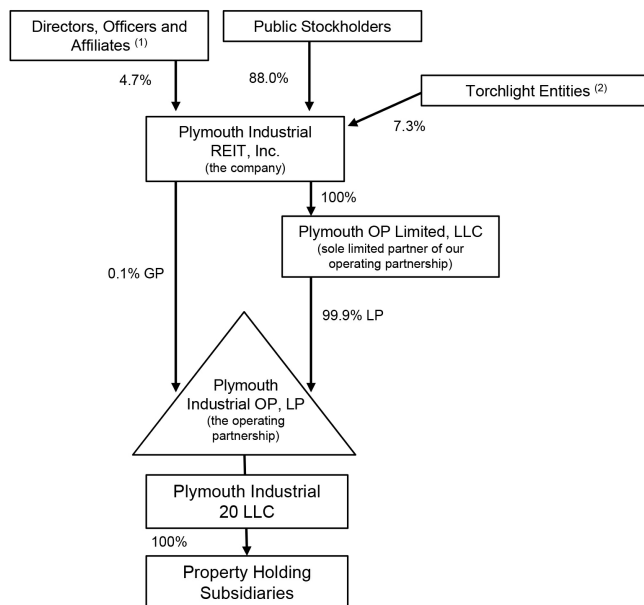 Directors, Officers and
Affiliates (1)
Public Stockholders
4.7%
88.0%
Torchlight Entities (2)
7.3%
Plymouth Industrial
REIT, Inc.
(the company)
100%
Plymouth OP Limited, LLC
(sole limited partner of our
operating partnership)
0.1% GP
99.9% LP
Plymouth
Industrial OP, LP
(the operating
partnership)
Plymouth Industrial
20 LLC
100%
Property Holding
Subsidiaries